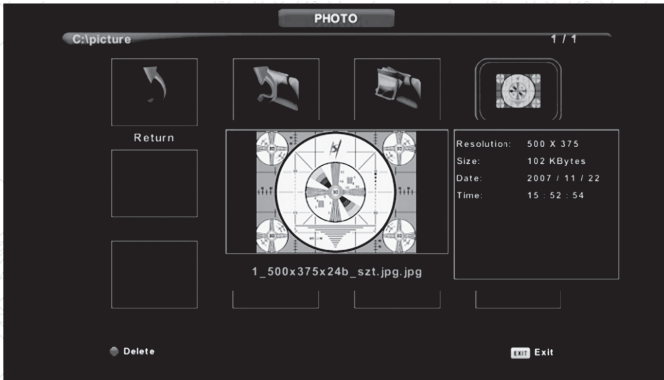 PHOTO
C:\picture
1 / 1
Return
Resolution: 500 X 375
Size: 102 KBytes
Date: 2007 / 11 / 22
Time: 15 : 52 : 54
1_500x375x24b_szt.jpg.jpg
Delete
EXIT Exit